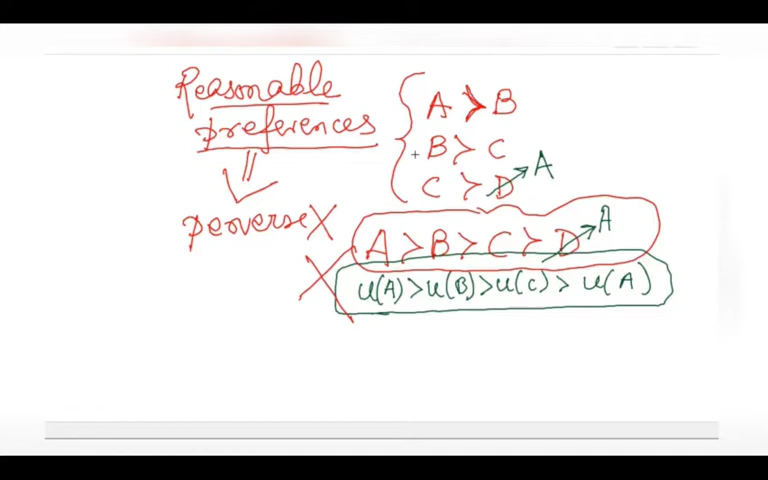 Reasonable
preferences
perverse X
A ≻ B
B ≻ C
C ≻ D → A
A ≻ B ≻ C ≻ D → A
X
u(A) > u(B) > u(C) > u(A)